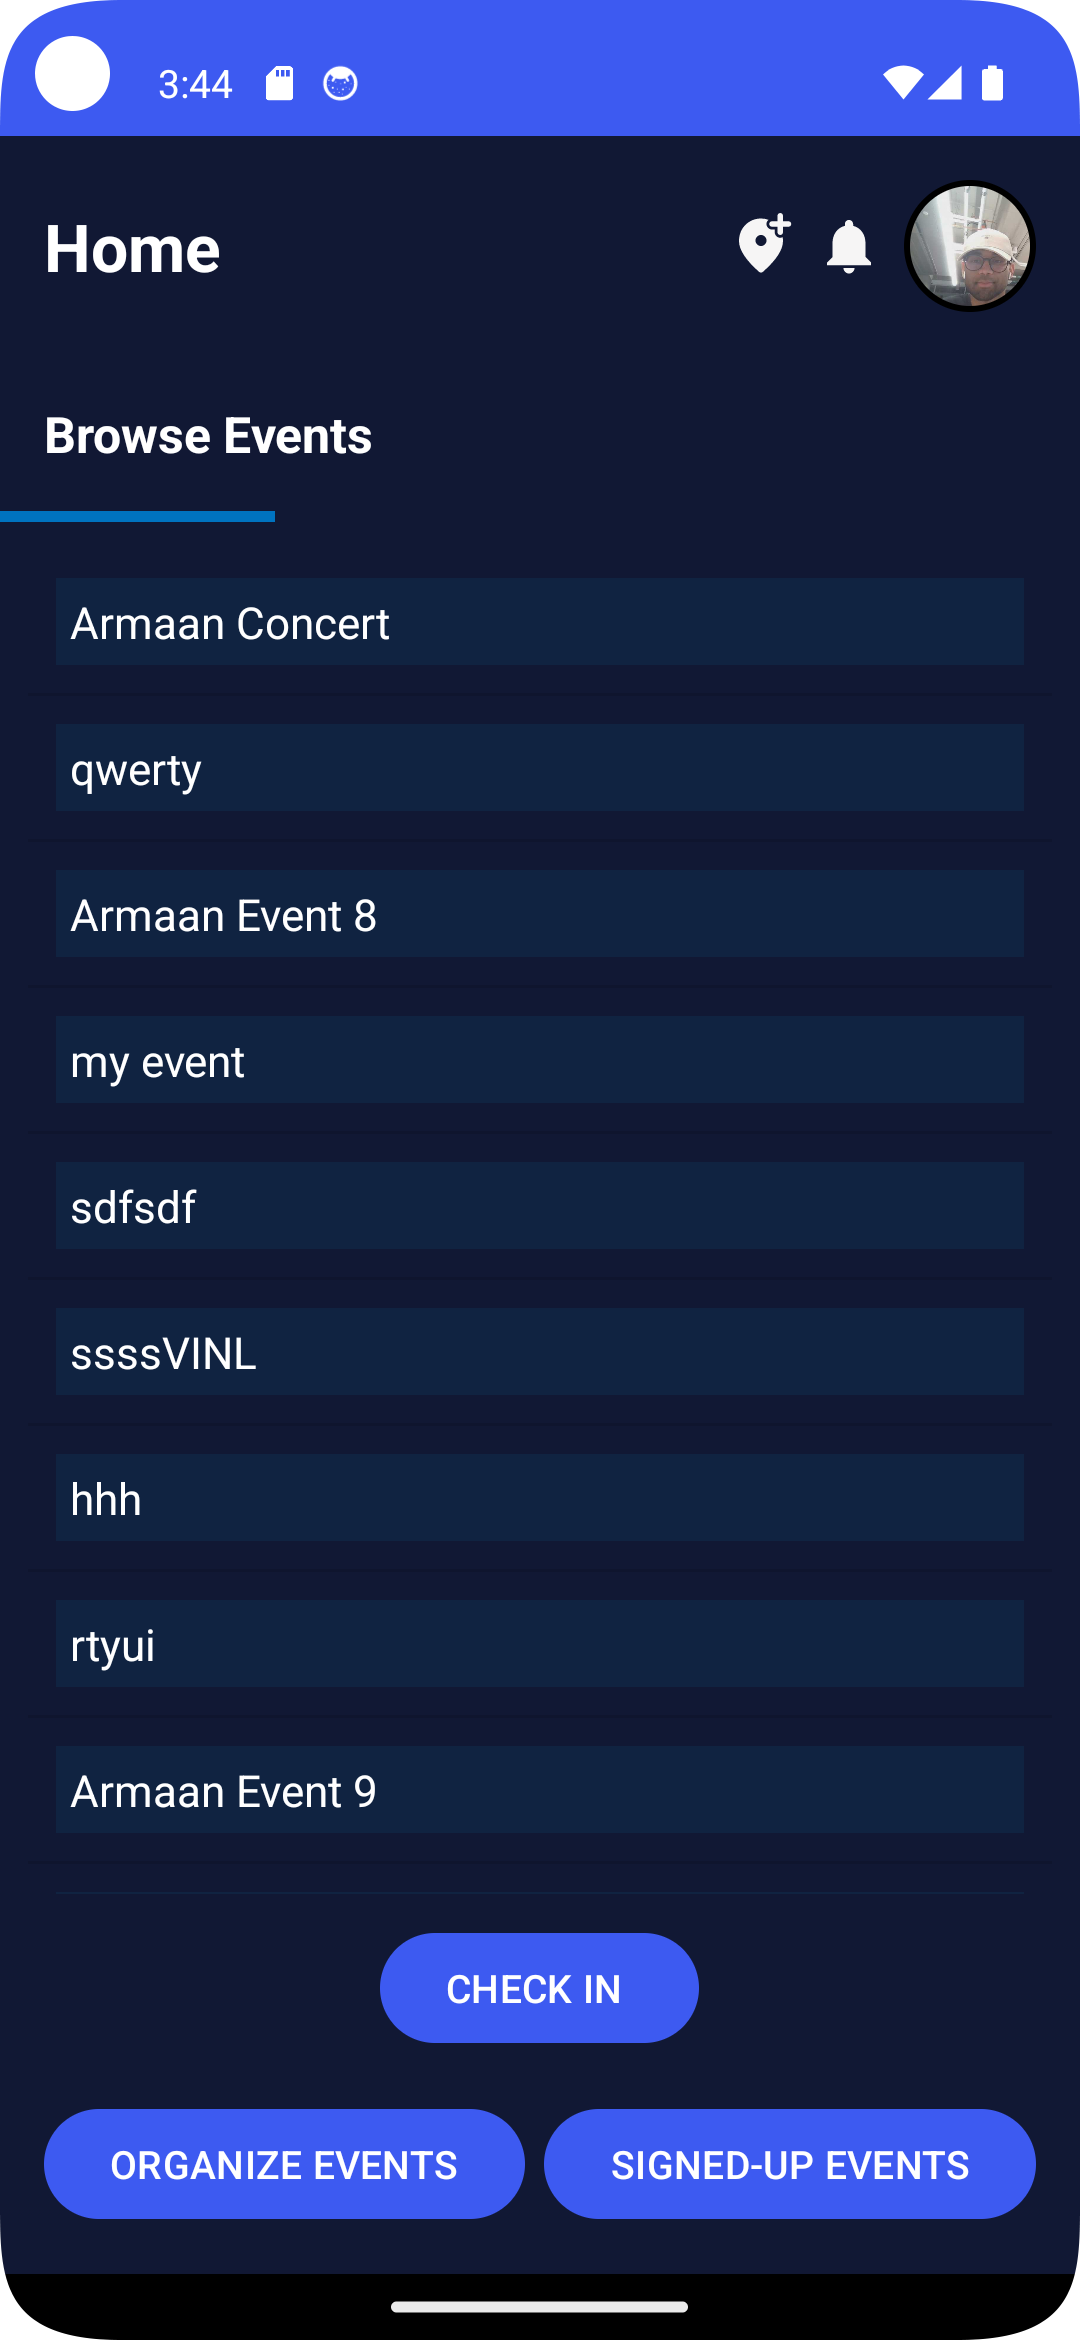 3:44
Home
Browse Events
Armaan Concert
qwerty
Armaan Event 8
my event
sdfsdf
ssssVINL
hhh
rtyui
Armaan Event 9
CHECK IN
ORGANIZE EVENTS
SIGNED-UP EVENTS